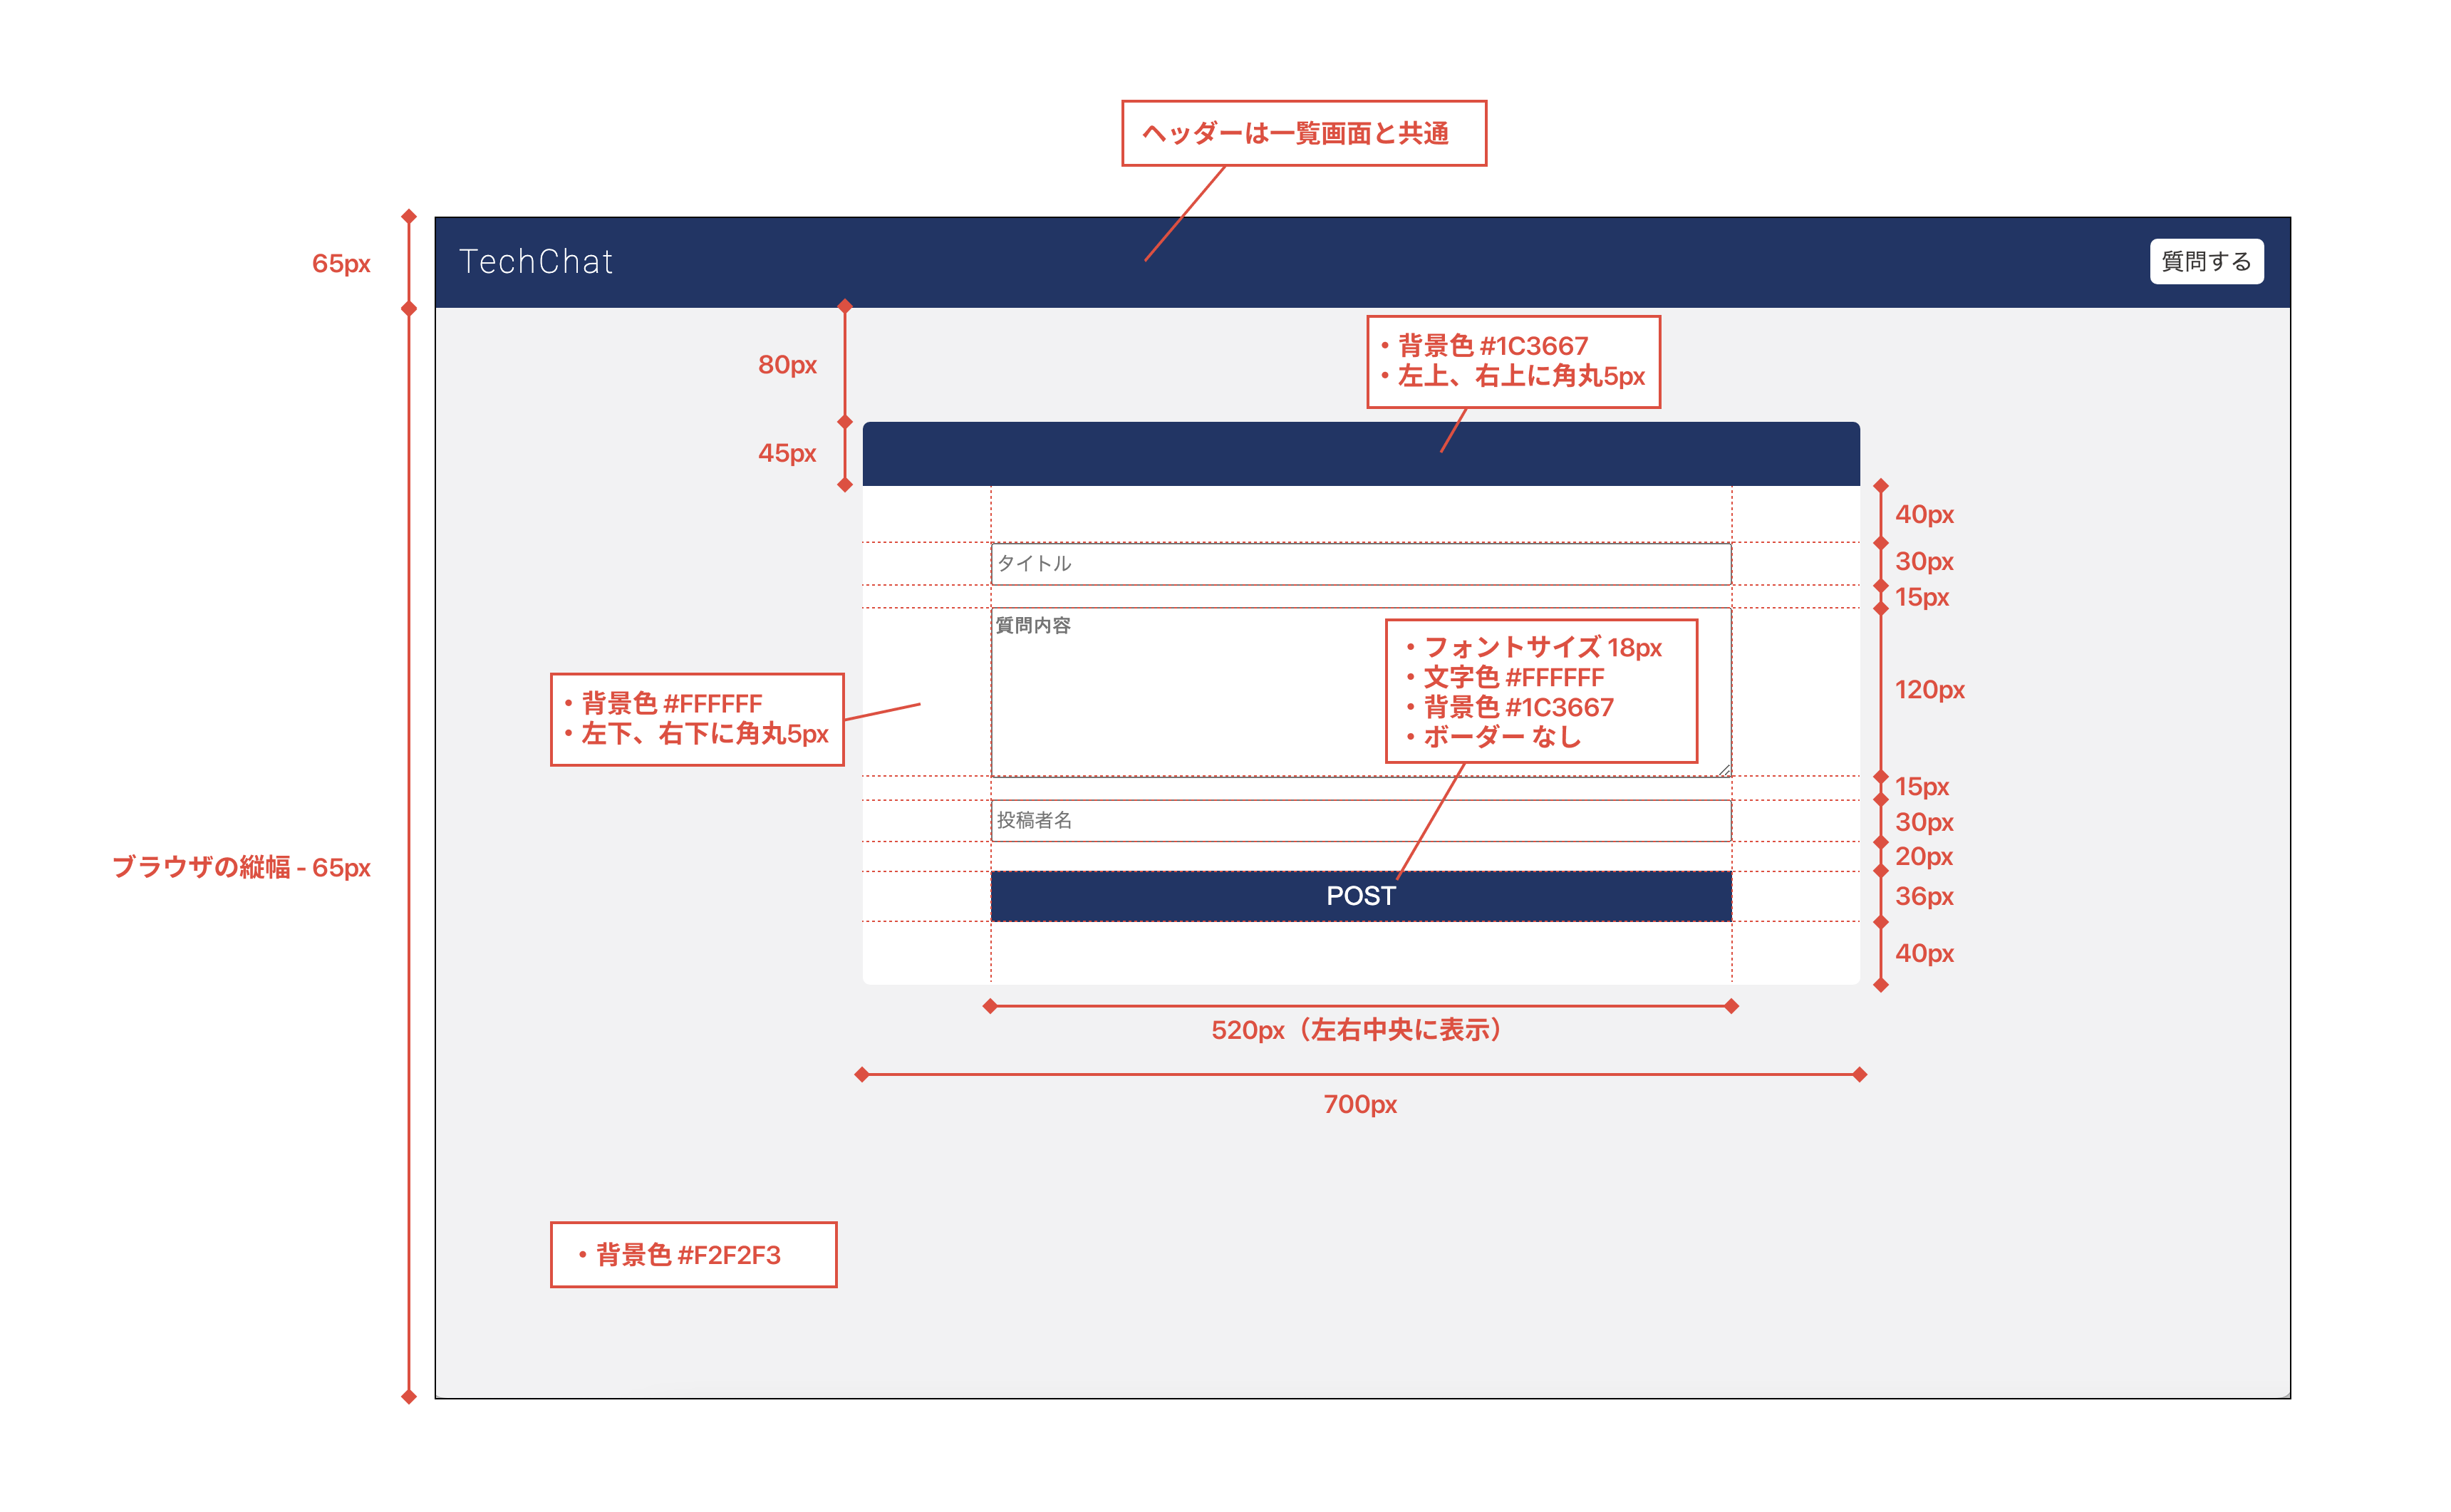 ヘッダーは一覧画面と共通
65px
TechChat
質問する
80px
・背景色 #1C3667
・左上、右上に角丸5px
45px
40px
タイトル
30px
15px
質問内容
・フォントサイズ 18px
・文字色 #FFFFFF
・背景色 #1C3667
・ボーダー なし
120px
・背景色 #FFFFFF
・左下、右下に角丸5px
15px
投稿者名
30px
20px
ブラウザの縦幅 - 65px
POST
36px
40px
520px（左右中央に表示）
700px
・背景色 #F2F2F3